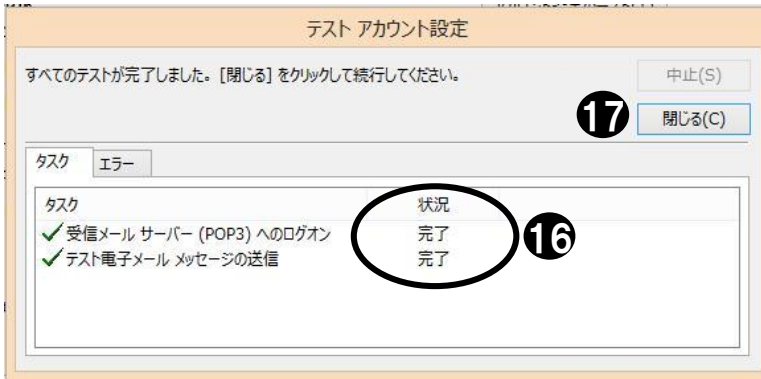 テスト アカウント設定
すべてのテストが完了しました。[閉じる] をクリックして続行してください。
中止(S)
⓱ 閉じる(C)
タスク エラー
タスク 状況
受信メール サーバー (POP3) へのログオン 完了
テスト電子メール メッセージの送信 完了
⓰